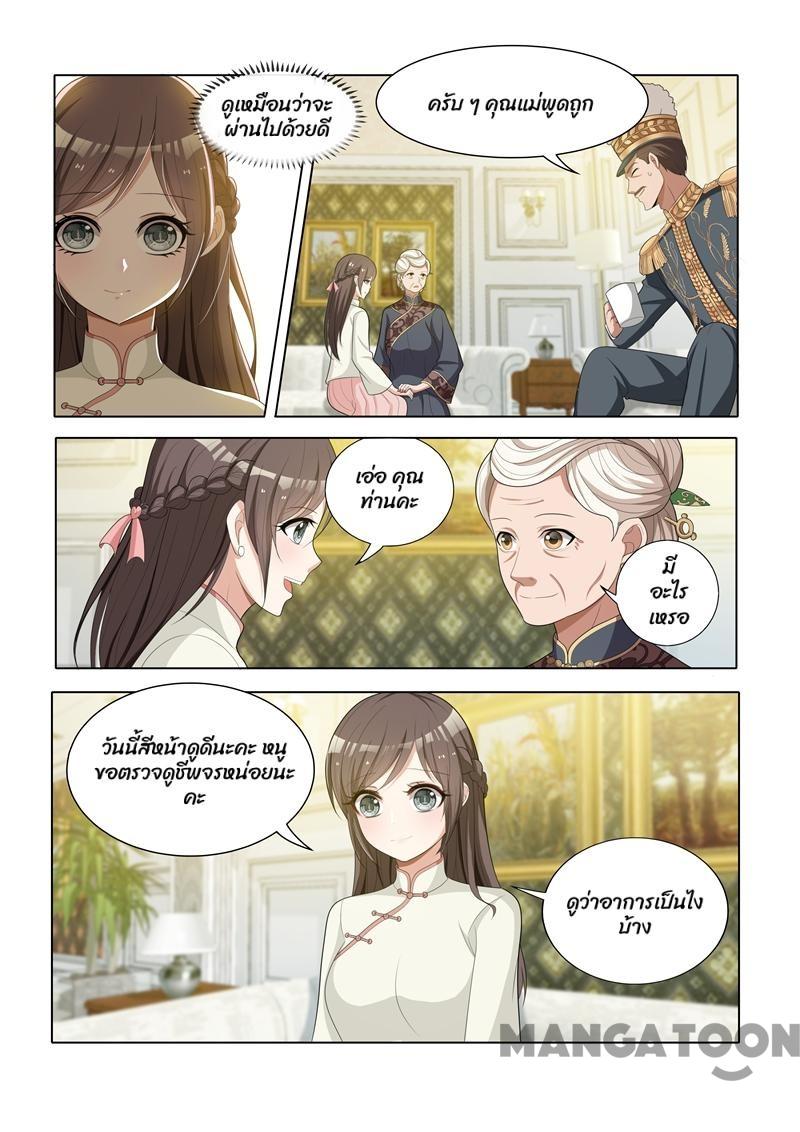 ดูเหมือนว่าจะ
ผ่านไปด้วยดี
ครับ ๆ คุณแม่พูดถูก
เอ่อ คุณ
ท่านคะ
มี
อะไร
เหรอ
วันนี้สีหน้าดูดีนะคะ หนู
ขอตรวจดูชีพจรหน่อยนะ
คะ
ดูว่าอาการเป็นไง
บ้าง
MANGATOON